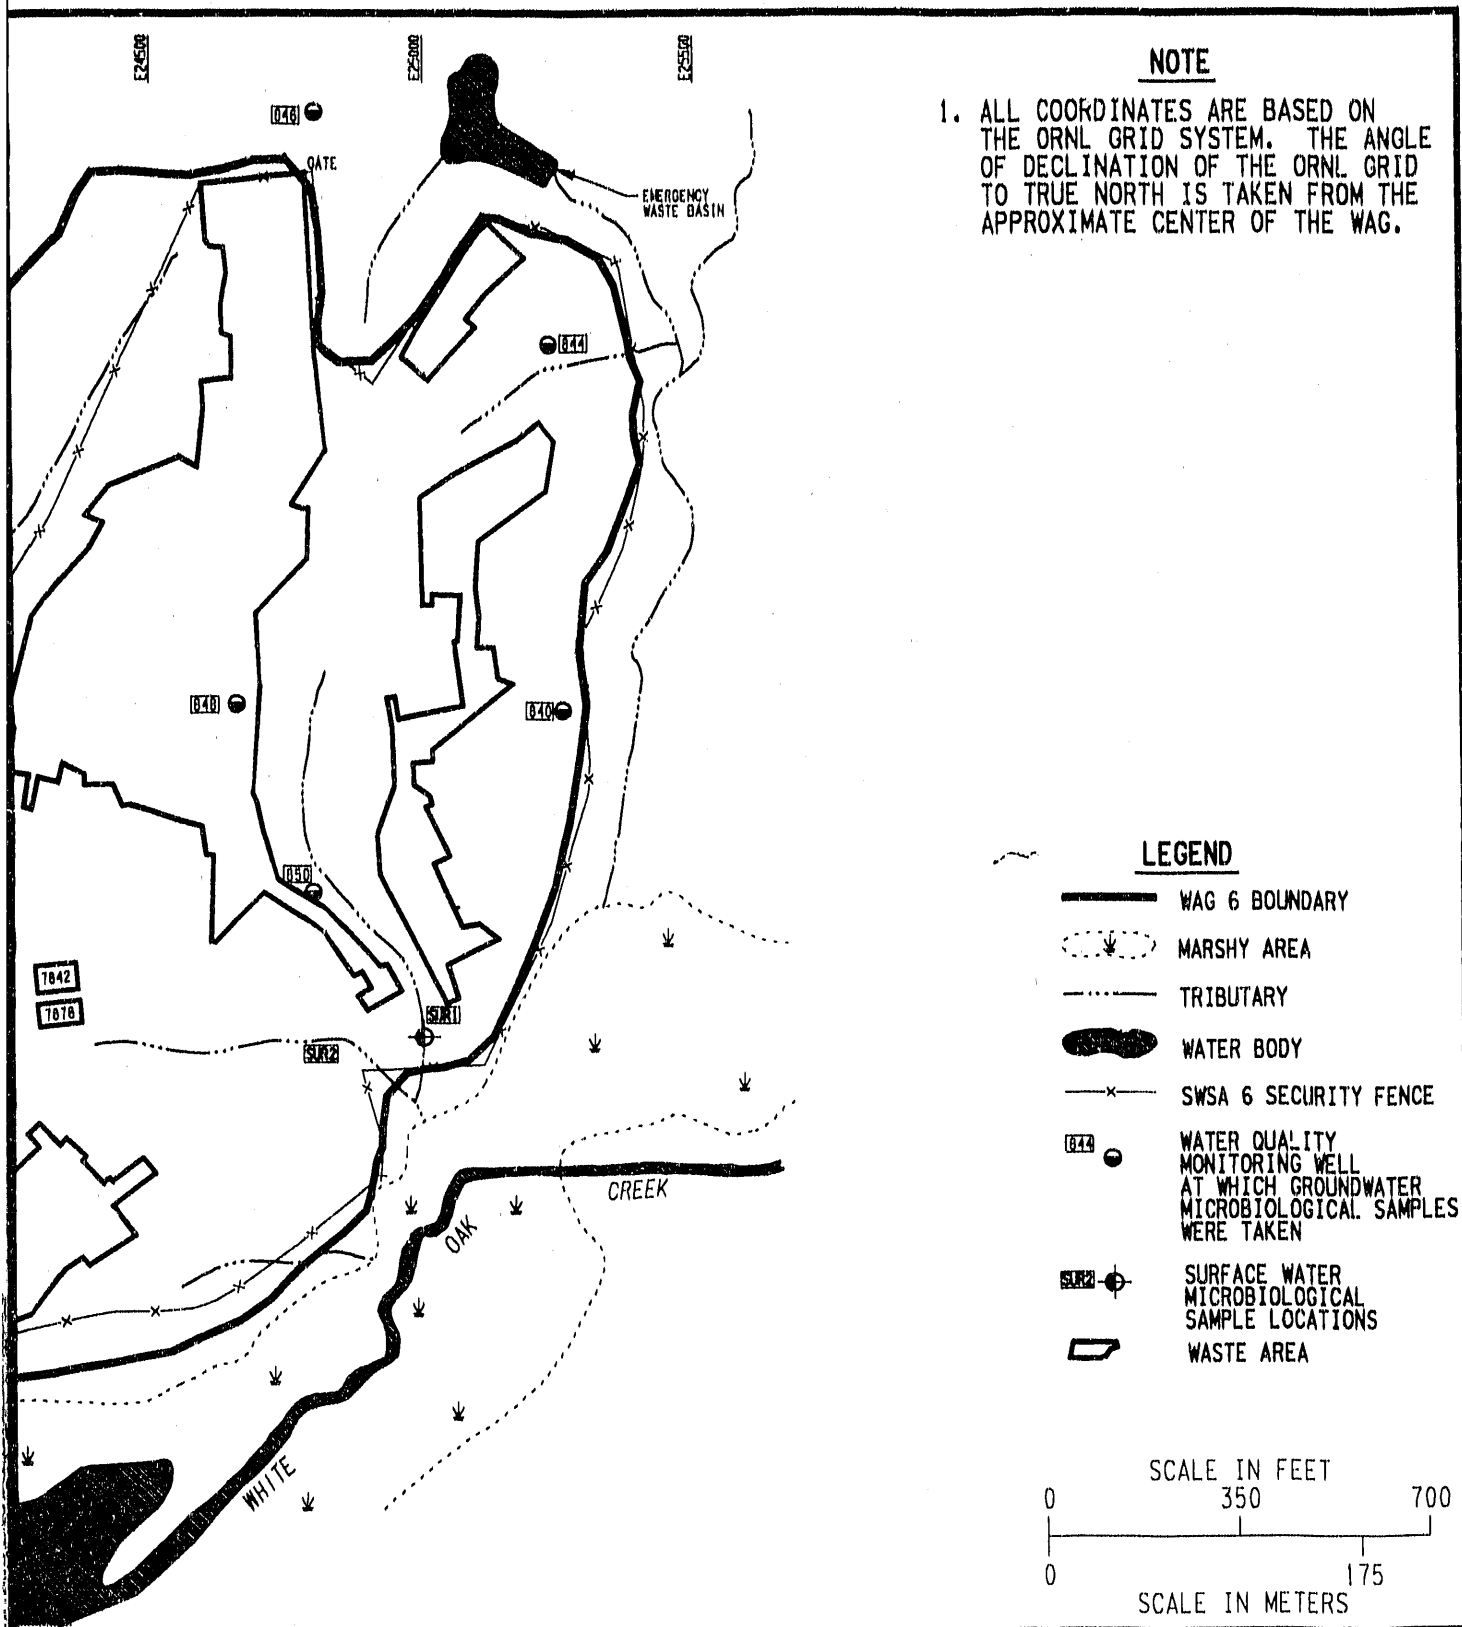 E24500
E25000
E25500
NOTE
1. ALL COORDINATES ARE BASED ON
THE ORNL GRID SYSTEM. THE ANGLE
OF DECLINATION OF THE ORNL GRID
TO TRUE NORTH IS TAKEN FROM THE
APPROXIMATE CENTER OF THE WAG.
846
GATE
EMERGENCY
WASTE BASIN
844
848
840
850
7842
7878
SUR1
SUR2
CREEK
OAK
WHITE
LEGEND
WAG 6 BOUNDARY
MARSHY AREA
TRIBUTARY
WATER BODY
SWSA 6 SECURITY FENCE
844
WATER QUALITY
MONITORING WELL
AT WHICH GROUNDWATER
MICROBIOLOGICAL SAMPLES
WERE TAKEN
SUR2
SURFACE WATER
MICROBIOLOGICAL
SAMPLE LOCATIONS
WASTE AREA
SCALE IN FEET
0 350 700
0 175
SCALE IN METERS